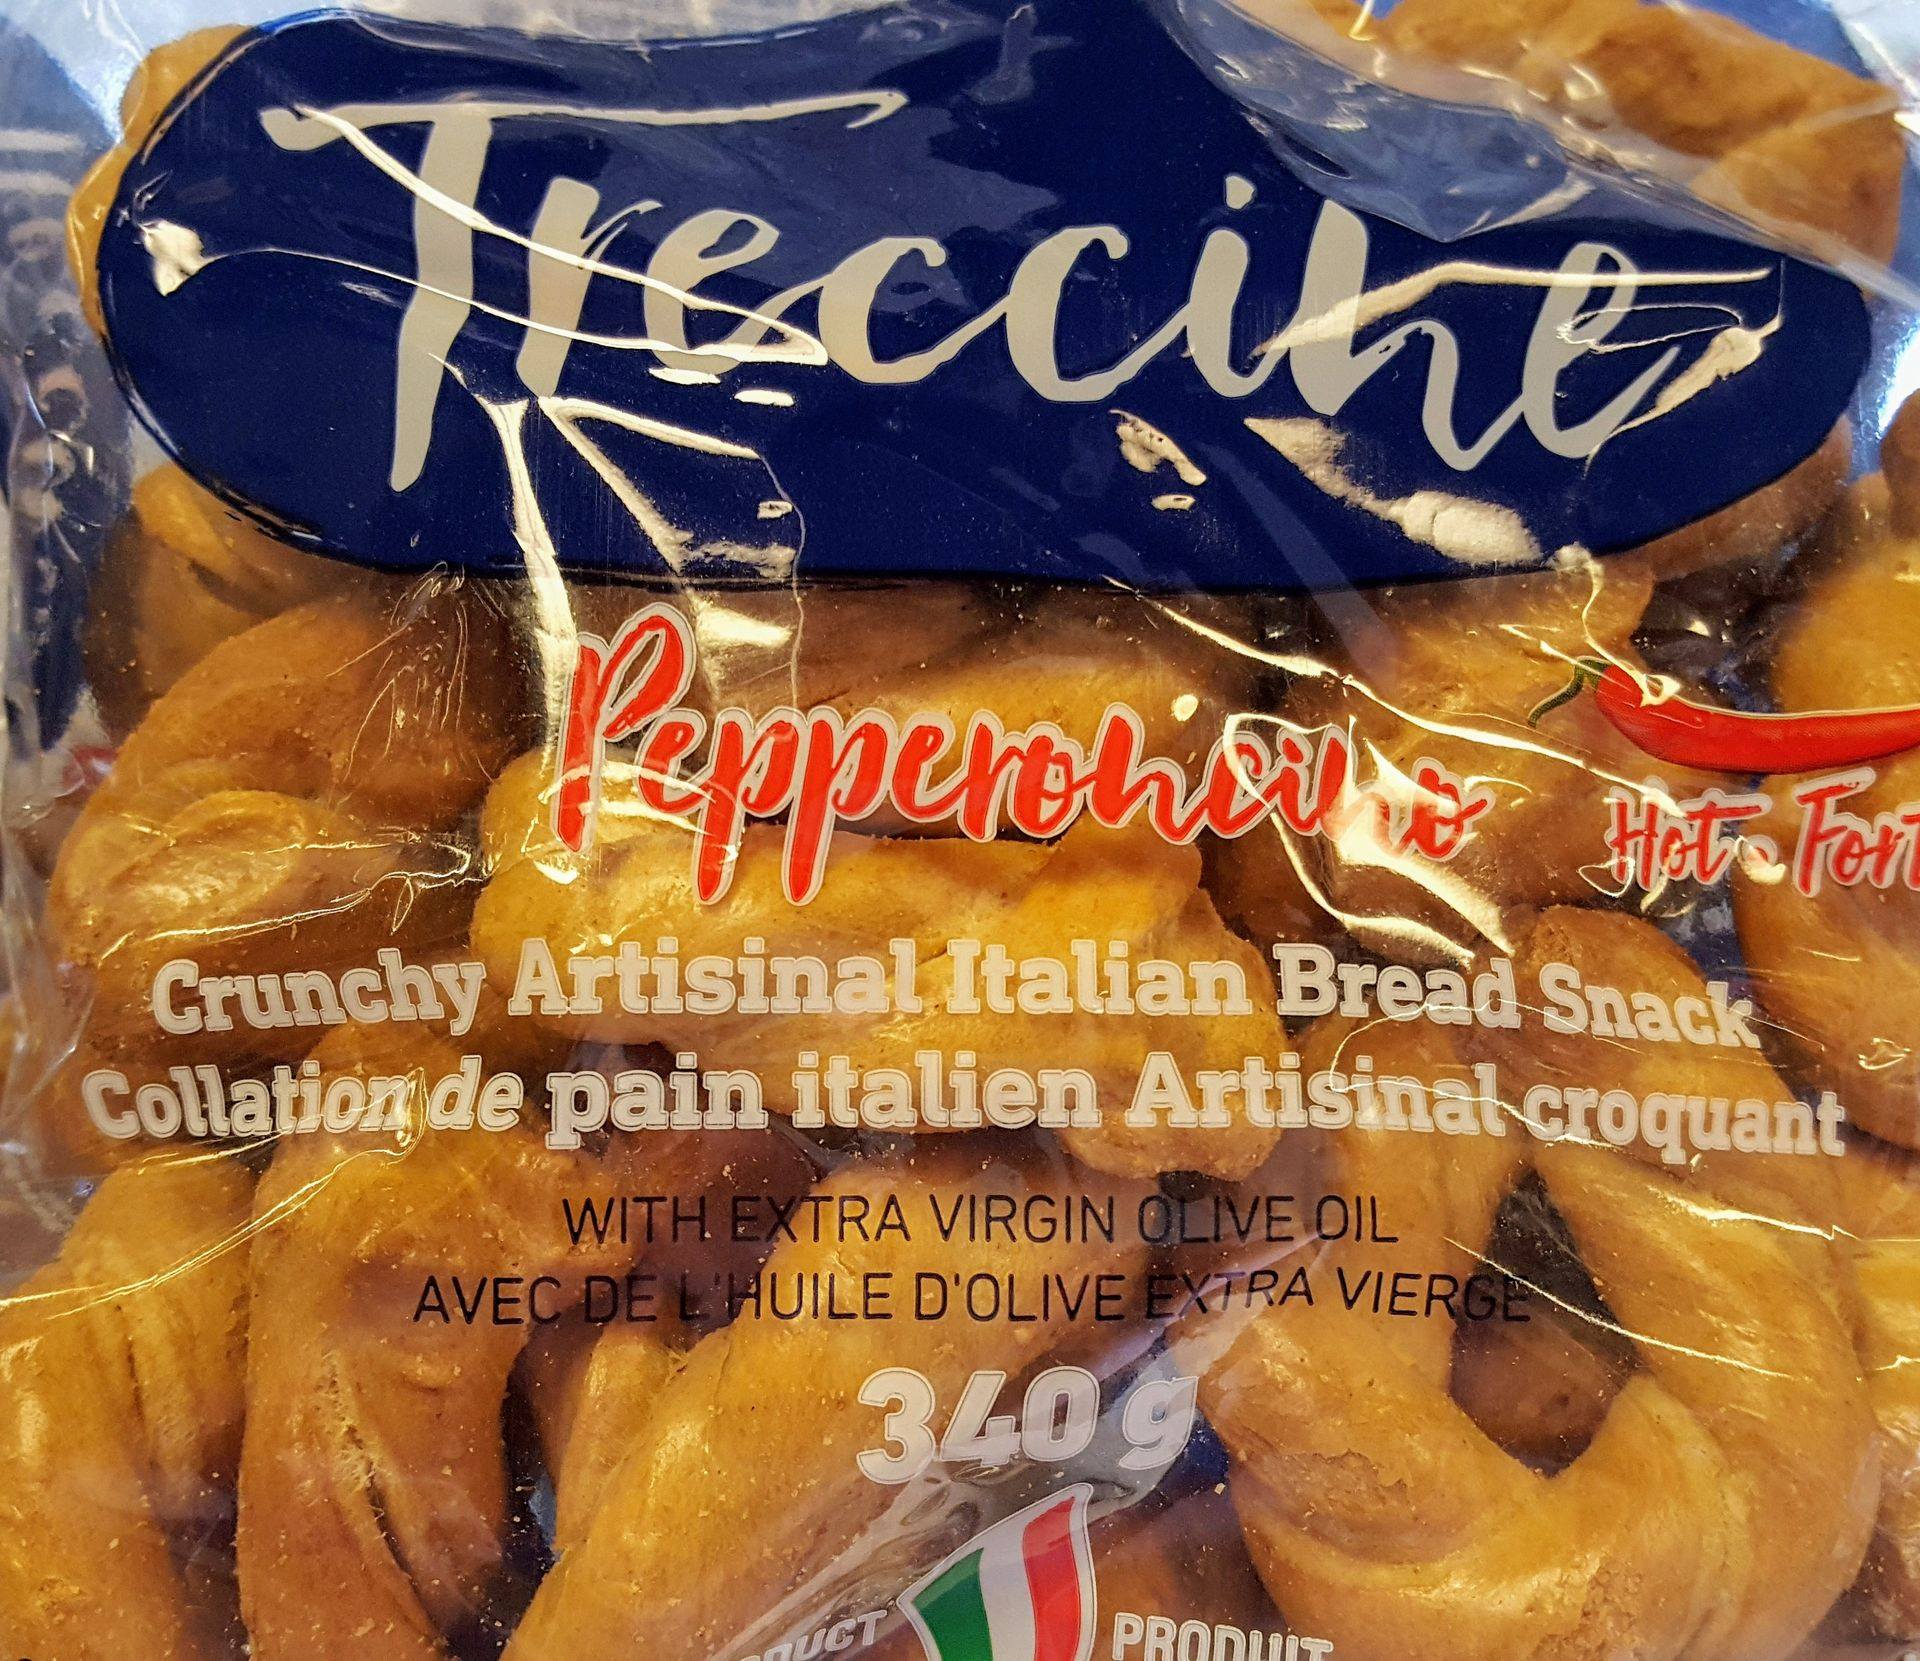 Treccine
Pepperoncino
Hot • Fort
Crunchy Artisinal Italian Bread Snack
Collation de pain italien Artisinal croquant
WITH EXTRA VIRGIN OLIVE OIL
AVEC DE L'HUILE D'OLIVE EXTRA VIERGE
340 g
PRODUIT